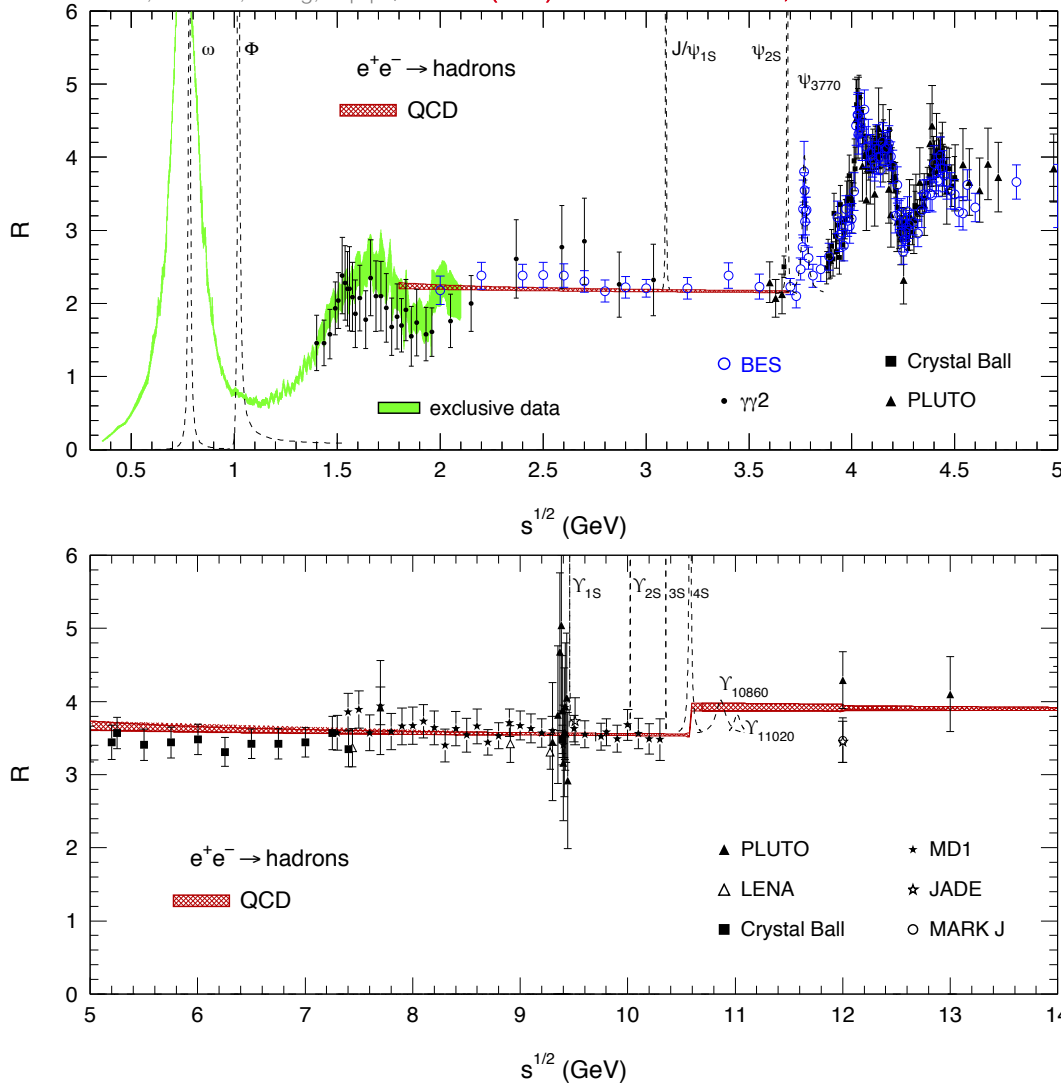 6
5
4
3
2
1
0
R
ω
Φ
J/ψ1S
ψ2S
ψ3770
e+e− → hadrons
QCD
BES
γγ2
Crystal Ball
PLUTO
exclusive data
0.5 1 1.5 2 2.5 3 3.5 4 4.5 5
s1/2 (GeV)
6
5
4
3
2
1
0
R
ϒ1S
ϒ2S
3S
4S
ϒ10860
ϒ11020
e+e− → hadrons
QCD
PLUTO
LENA
Crystal Ball
MD1
JADE
MARK J
5 6 7 8 9 10 11 12 13 14
s1/2 (GeV)